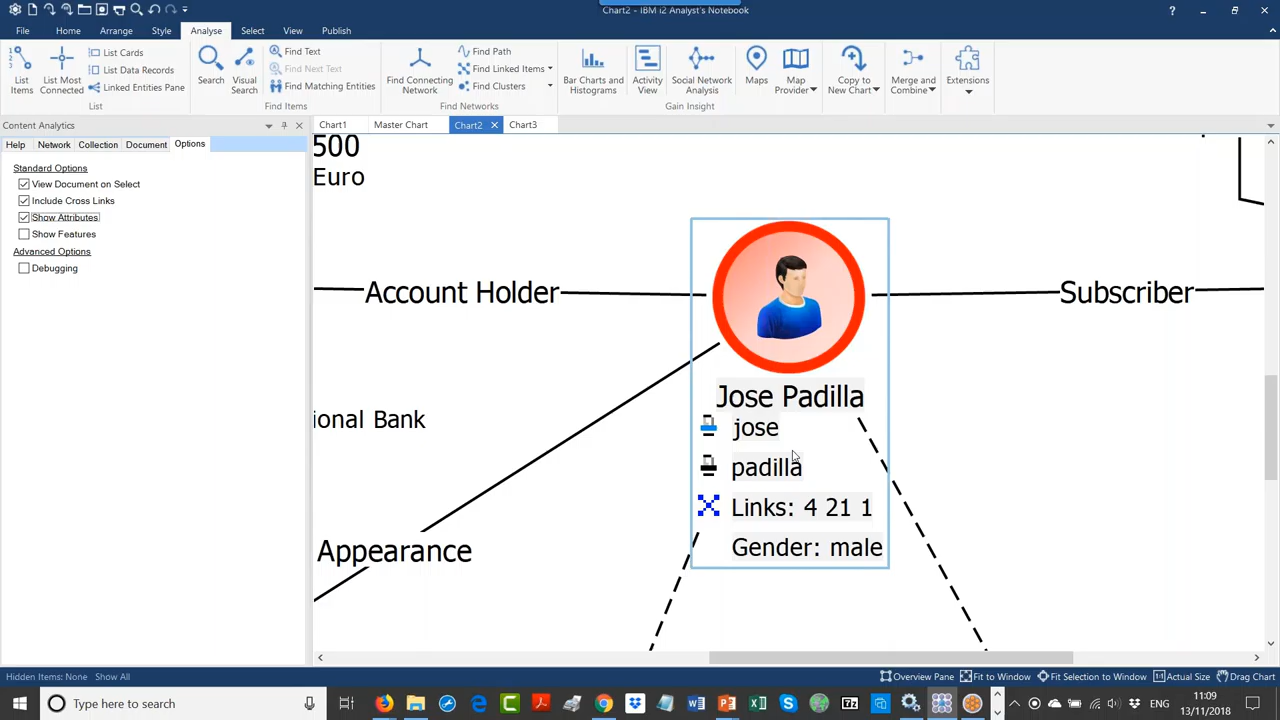 Chart2 - IBM i2 Analyst's Notebook
File Home Arrange Style Analyse Select View Publish
List Items
List Most Connected
List Cards
List Data Records
Linked Entities Pane
List
Search
Visual Search
Find Text
Find Next Text
Find Matching Entities
Find Items
Find Connecting Network
Find Path
Find Linked Items
Find Clusters
Find Networks
Bar Charts and Histograms
Activity View
Social Network Analysis
Maps
Map Provider
Gain Insight
Copy to New Chart
Merge and Combine
Extensions
Content Analytics
Chart1 Master Chart Chart2 Chart3
Help Network Collection Document Options
Standard Options
View Document on Select
Include Cross Links
Show Attributes
Show Features
Advanced Options
Debugging
500
Euro
Account Holder
Subscriber
Jose Padilla
jose
padilla
Links: 4 21 1
Gender: male
ional Bank
Appearance
Hidden Items: None Show All
Overview Pane Fit to Window Fit Selection to Window Actual Size Drag Chart
Type here to search
ENG
11:09
13/11/2018